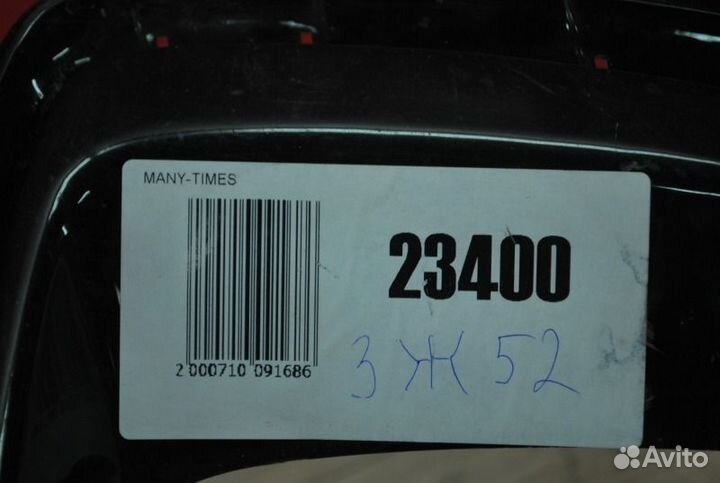 MANY-TIMES
23400
2 000710 091686
3 Ж 52
Avito